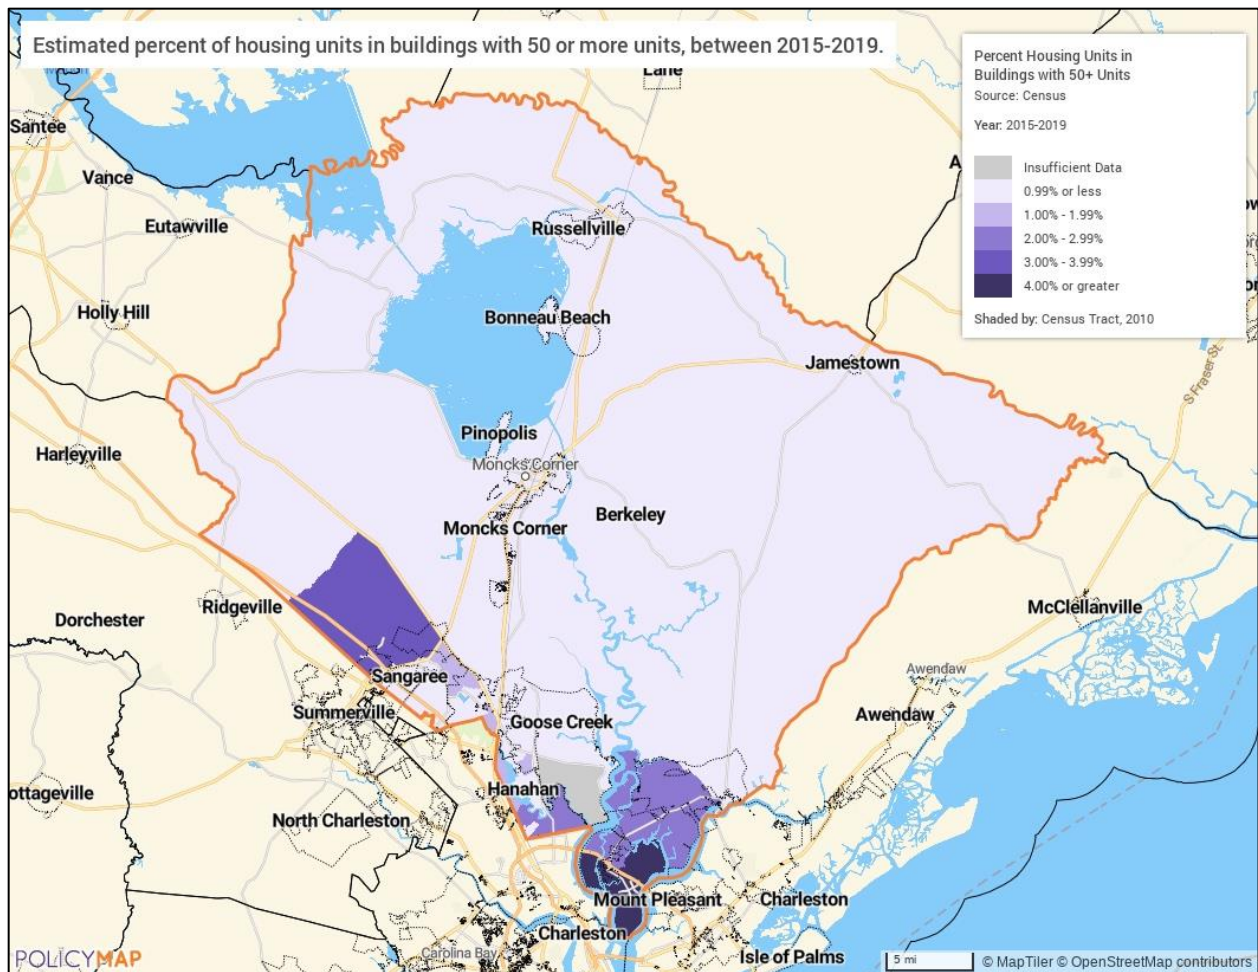 Estimated percent of housing units in buildings with 50 or more units, between 2015-2019.
Percent Housing Units in
Buildings with 50+ Units
Source: Census
Year: 2015-2019
Insufficient Data
0.99% or less
1.00% - 1.99%
2.00% - 2.99%
3.00% - 3.99%
4.00% or greater
Shaded by: Census Tract, 2010
Marion
Lane
Santee
Vance
Eutawville
Russellville
Holly Hill
Bonneau Beach
Jamestown
S Fraser St.
Pinopolis
Harleyville
Moncks Corner
Berkeley
Moncks Corner
Ridgeville
McClellanville
Dorchester
Awendaw
Sangaree
Summerville
Goose Creek
Awendaw
Hanahan
ottageville
North Charleston
Mount Pleasant
Charleston
Charleston
Carolina Bay
Isle of Palms
POLICYMAP
5 mi
© MapTiler © OpenStreetMap contributors